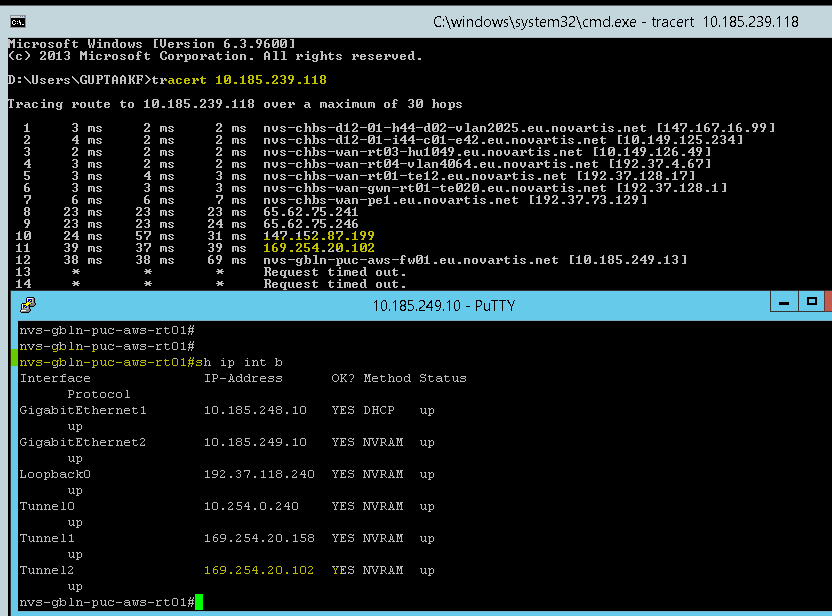 C:\windows\system32\cmd.exe - tracert 10.185.239.118
Microsoft Windows [Version 6.3.9600]
(c) 2013 Microsoft Corporation. All rights reserved.
D:\Users\GUPTAAKF>tracert 10.185.239.118
Tracing route to 10.185.239.118 over a maximum of 30 hops
1 3 ms 2 ms 2 ms nvs-chbs-d12-01-h44-d02-vlan2025.eu.novartis.net [147.167.16.99]
2 4 ms 2 ms 2 ms nvs-chbs-d12-01-i44-c01-e42.eu.novartis.net [10.149.125.234]
3 2 ms 2 ms 2 ms nvs-chbs-wan-rt03-hu1049.eu.novartis.net [10.149.126.49]
4 3 ms 2 ms 2 ms nvs-chbs-wan-rt04-vlan4064.eu.novartis.net [192.37.4.67]
5 3 ms 4 ms 3 ms nvs-chbs-wan-rt01-te12.eu.novartis.net [192.37.128.17]
6 3 ms 3 ms 3 ms nvs-chbs-wan-gwn-rt01-te020.eu.novartis.net [192.37.128.1]
7 6 ms 6 ms 7 ms nvs-chbs-wan-pe1.eu.novartis.net [192.37.73.129]
8 23 ms 23 ms 23 ms 65.62.75.241
9 23 ms 23 ms 24 ms 65.62.75.246
10 24 ms 57 ms 31 ms 147.152.87.199
11 39 ms 37 ms 39 ms 169.254.20.102
12 38 ms 38 ms 69 ms nvs-gbln-puc-aws-fw01.eu.novartis.net [10.185.249.13]
13 * * * Request timed out.
14 * * * Request timed out.
10.185.249.10 - PuTTY
nvs-gbln-puc-aws-rt01#
nvs-gbln-puc-aws-rt01#
nvs-gbln-puc-aws-rt01#sh ip int b
Interface IP-Address OK? Method Status
Protocol
GigabitEthernet1 10.185.248.10 YES DHCP up
up
GigabitEthernet2 10.185.249.10 YES NVRAM up
up
Loopback0 192.37.118.240 YES NVRAM up
up
Tunnel0 10.254.0.240 YES NVRAM up
up
Tunnel1 169.254.20.158 YES NVRAM up
up
Tunnel2 169.254.20.102 YES NVRAM up
up
nvs-gbln-puc-aws-rt01#